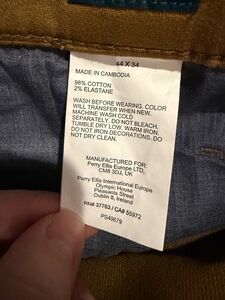 44 X 34
MADE IN CAMBODIA
98% COTTON
2% ELASTANE
WASH BEFORE WEARING. COLOR
WILL TRANSFER WHEN NEW.
MACHINE WASH COLD
SEPARATELY. DO NOT BLEACH.
TUMBLE DRY LOW. WARM IRON.
DO NOT IRON DECORATIONS. DO
NOT DRY CLEAN.
MANUFACTURED BY:
Perry Ellis Europe Ltd,
CM8 3DJ, UK
Perry Ellis International Europe
Olympic House
Pleasants Street
Dublin 8, Ireland
RN# 37763 / CA# 55972
PS49679